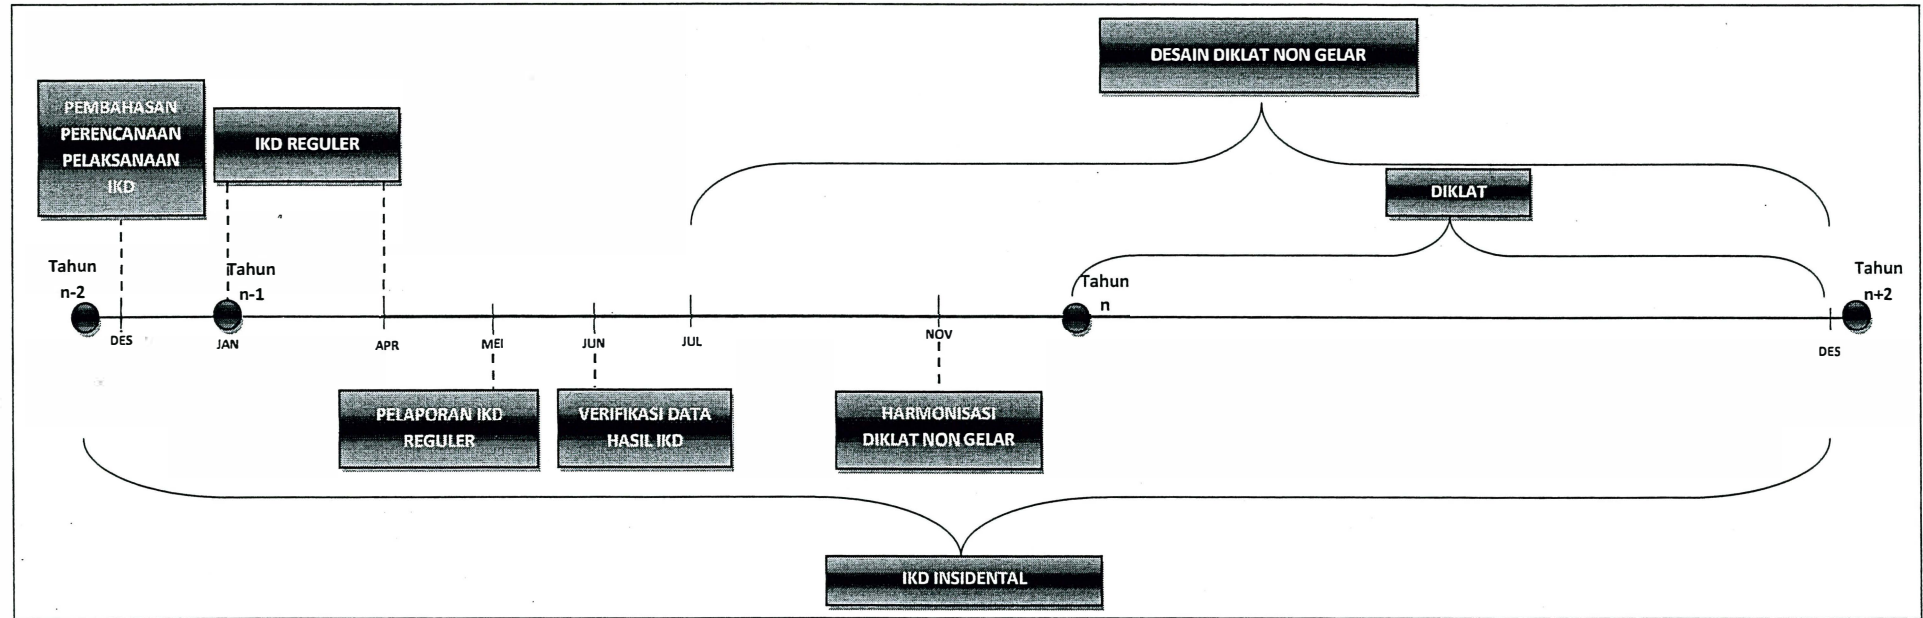 DESAIN DIKLAT NON GELAR
PEMBAHASAN
PERENCANAAN
PELAKSANAAN
IKD
IKD REGULER
DIKLAT
Tahun
n-2
Tahun
n-1
Tahun
n
Tahun
n+2
DES
JAN
APR
MEI
JUN
JUL
NOV
DES
PELAPORAN IKD
REGULER
VERIFIKASI DATA
HASIL IKD
HARMONISASI
DIKLAT NON GELAR
IKD INSIDENTAL